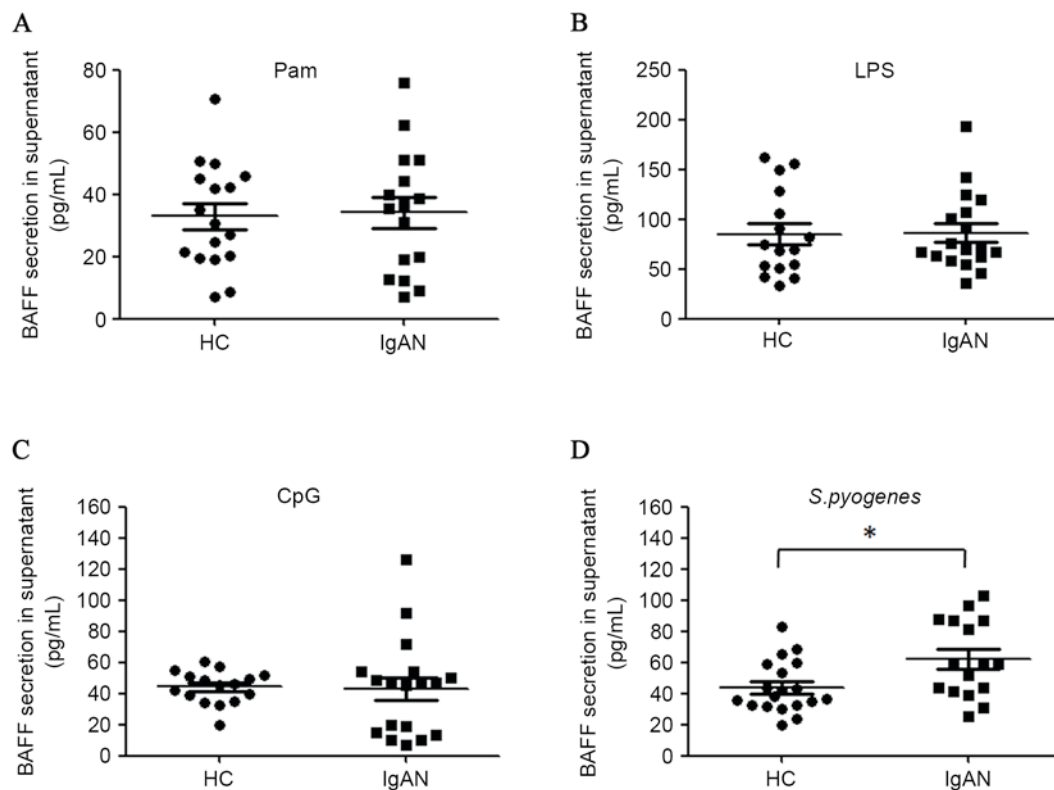 A
Pam
BAFF secretion in supernatant
(pg/mL)
80
60
40
20
0
HC
IgAN
B
LPS
BAFF secretion in supernatant
(pg/mL)
250
200
150
100
50
0
HC
IgAN
C
CpG
BAFF secretion in supernatant
(pg/mL)
160
140
120
100
80
60
40
20
0
HC
IgAN
D
S.pyogenes
*
BAFF secretion in supernatant
(pg/mL)
160
140
120
100
80
60
40
20
0
HC
IgAN